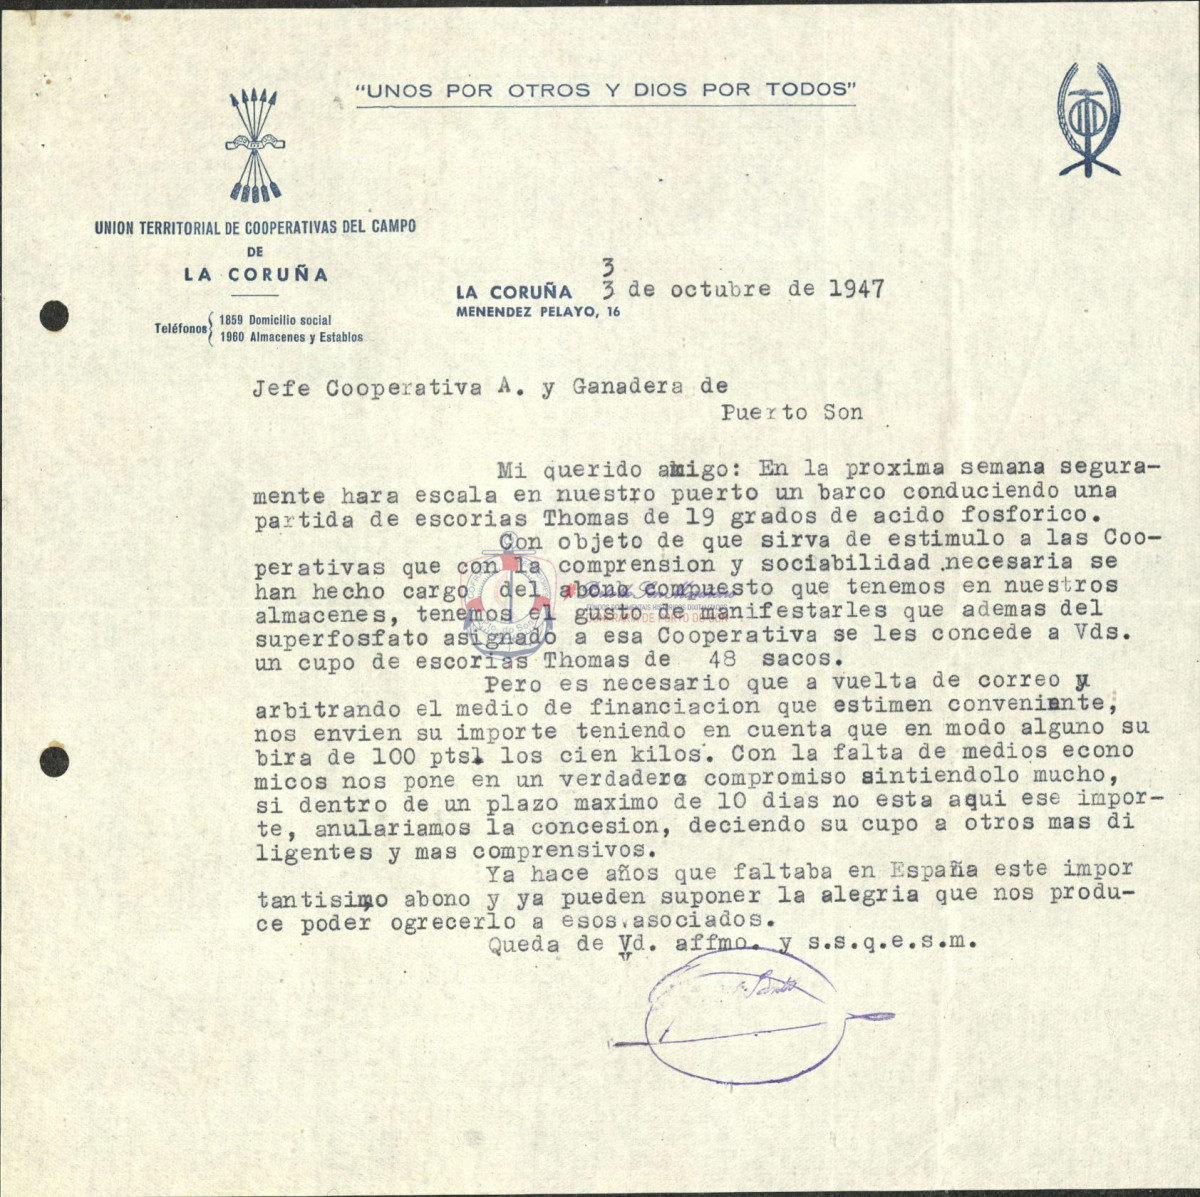 "UNOS POR OTROS Y DIOS POR TODOS"
UNION TERRITORIAL DE COOPERATIVAS DEL CAMPO
DE
LA CORUÑA
Teléfonos { 1859 Domicilio social
1960 Almacenes y Establos
3
LA CORUÑA 3 de octubre de 1947
MENENDEZ PELAYO, 16
Jefe Cooperativa A. y Ganadera de
Puerto Son
Mi querido amigo: En la proxima semana segura-
mente hara escala en nuestro puerto un barco conduciendo una
partida de escorias Thomas de 19 grados de acido fosforico.
Con objeto de que sirva de estimulo a las Coo-
perativas que con la comprension y sociabilidad necesaria se
han hecho cargo del abono compuesto que tenemos en nuestros
almacenes, tenemos el gusto de manifestarles que ademas del
superfosfato asignado a esa Cooperativa se les concede a Vds.
un cupo de escorias Thomas de 48 sacos.
Pero es necesario que a vuelta de correo y
arbitrando el medio de financiacion que estimen conveniente,
nos envien su importe teniendo en cuenta que en modo alguno su
bira de 100 ptsl los cien kilos. Con la falta de medios econo
micos nos pone en un verdadero compromiso sintiendolo mucho,
si dentro de un plazo maximo de 10 dias no esta aqui ese impor-
te, anulariamos la concesion, deciendo su cupo a otros mas di
ligentes y mas comprensivos.
Ya hace años que faltaba en España este impor
tantisimo abono y ya pueden suponer la alegria que nos produ-
ce poder ogrecerlo a esos.asociados.
Queda de Vd. affmo. y s.s.q.e.s.m.